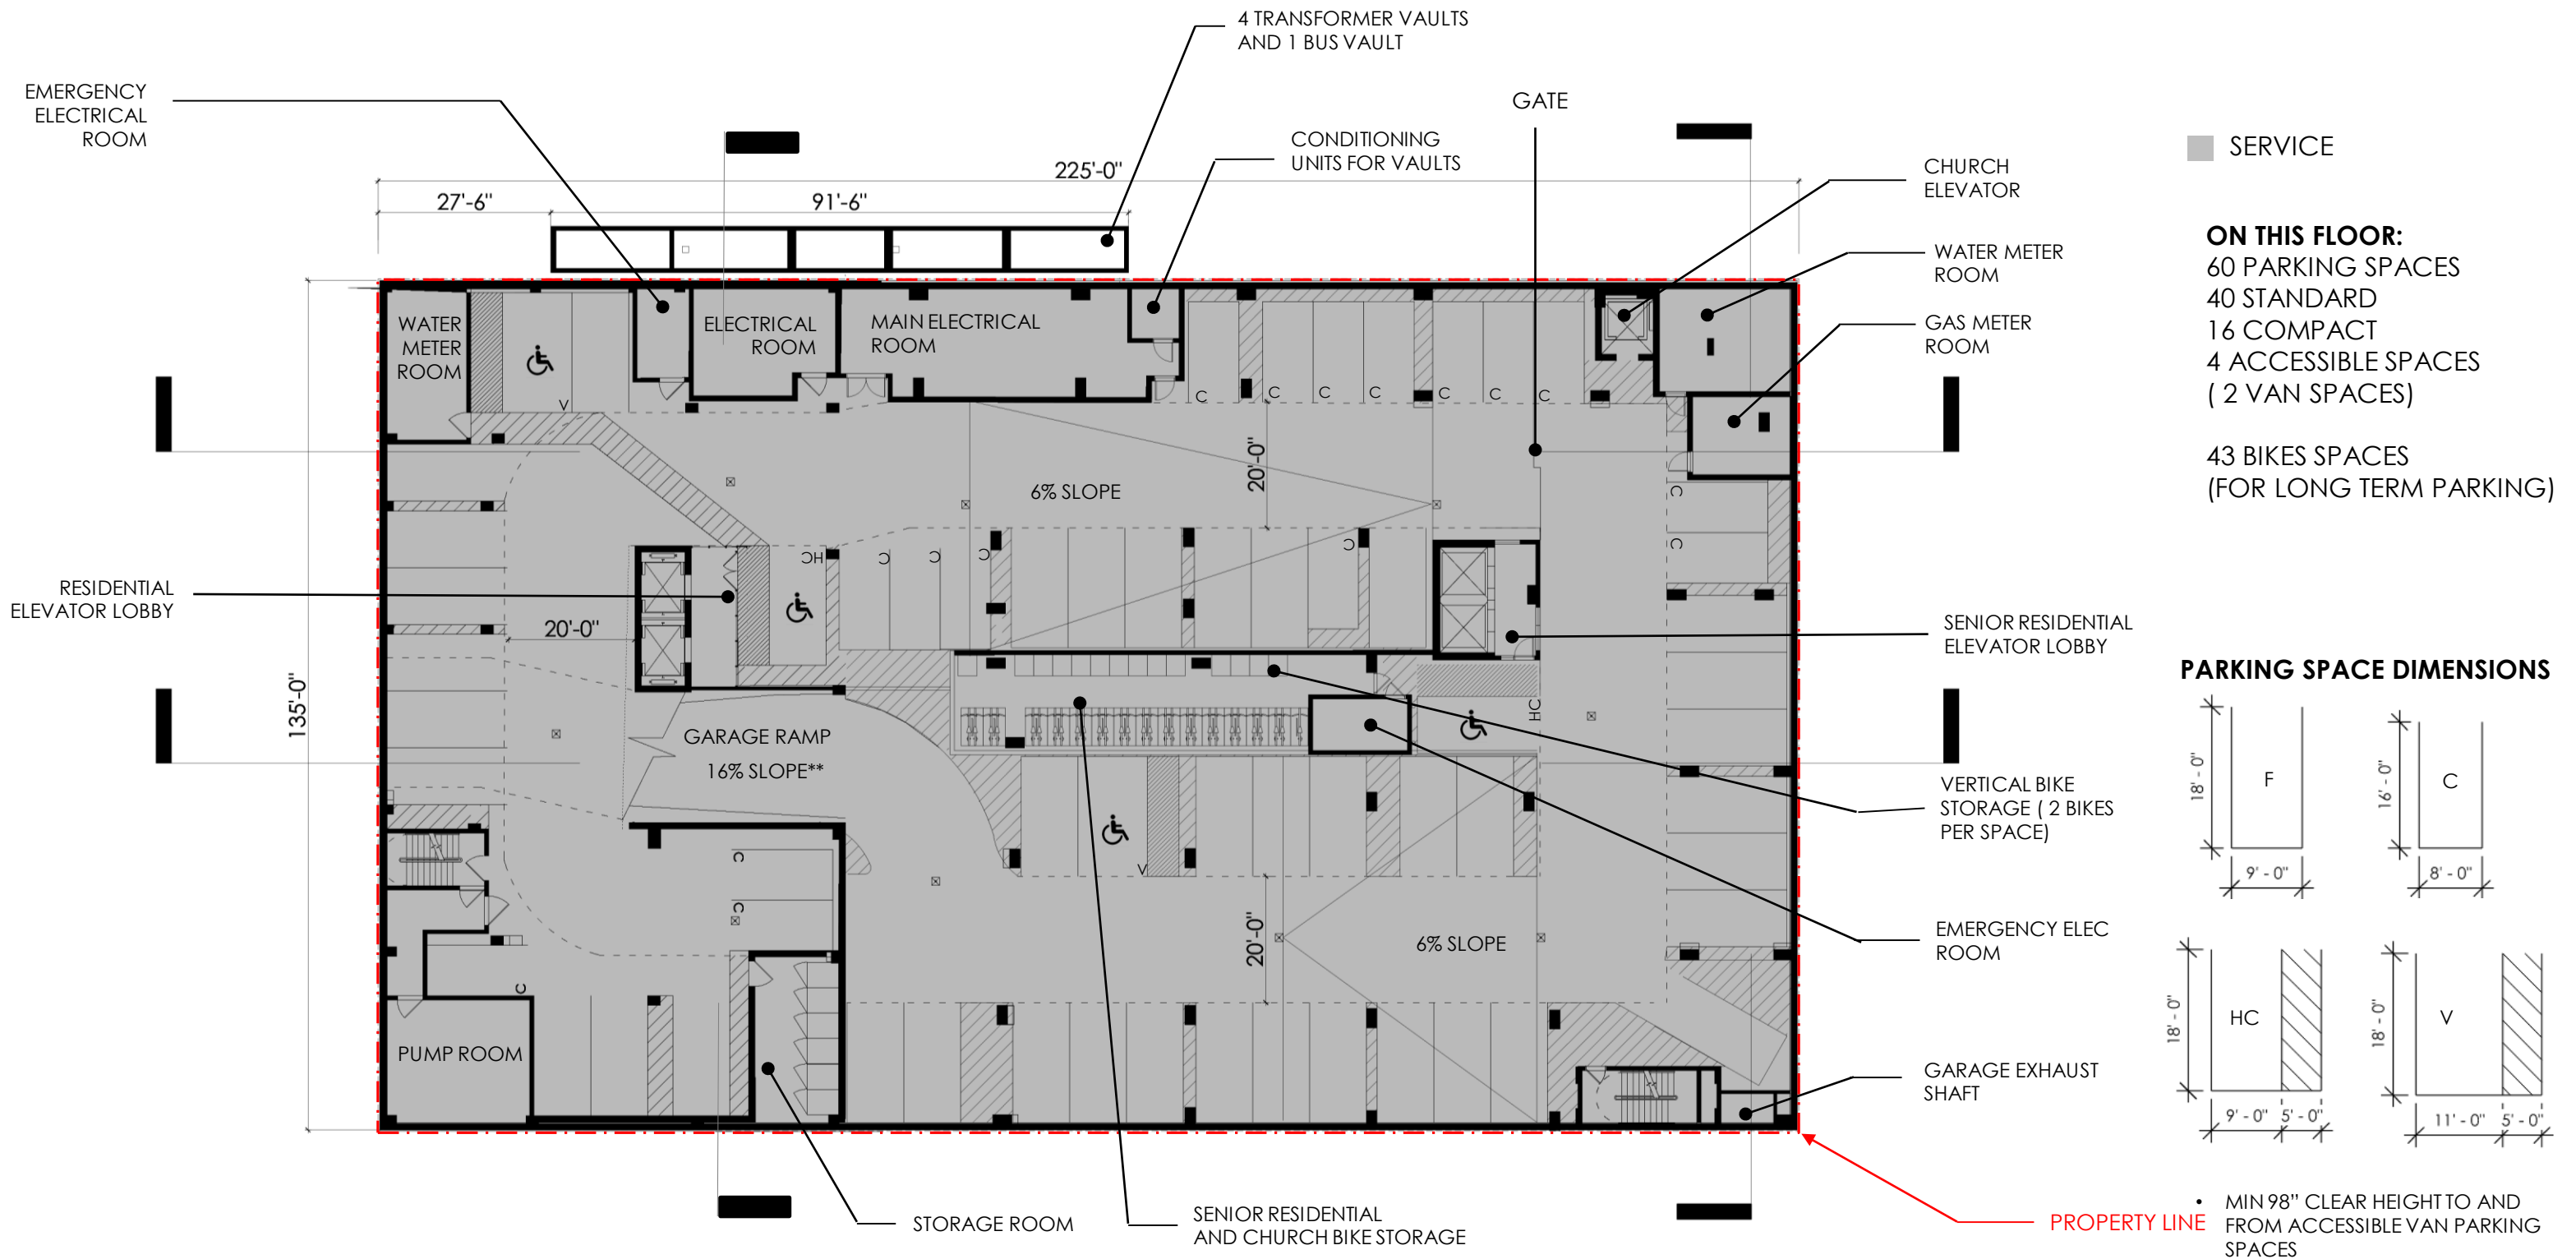 4 TRANSFORMER VAULTS
AND 1 BUS VAULT
EMERGENCY
ELECTRICAL
ROOM
GATE
CONDITIONING
UNITS FOR VAULTS
225'-0"
27'-6"
91'-6"
CHURCH
ELEVATOR
WATER METER
ROOM
GAS METER
ROOM
SERVICE
ON THIS FLOOR:
60 PARKING SPACES
40 STANDARD
16 COMPACT
4 ACCESSIBLE SPACES
( 2 VAN SPACES)
43 BIKES SPACES
(FOR LONG TERM PARKING)
WATER
METER
ROOM
ELECTRICAL
ROOM
MAIN ELECTRICAL
ROOM
V
C
C
C
C
C
C
C
20'-0"
6% SLOPE
C
C
HC
C
C
C
C
RESIDENTIAL
ELEVATOR LOBBY
20'-0"
135'-0"
SENIOR RESIDENTIAL
ELEVATOR LOBBY
GARAGE RAMP
16% SLOPE**
HC
V
C
C
C
20'-0"
6% SLOPE
PUMP ROOM
VERTICAL BIKE
STORAGE ( 2 BIKES
PER SPACE)
EMERGENCY ELEC
ROOM
GARAGE EXHAUST
SHAFT
STORAGE ROOM
SENIOR RESIDENTIAL
AND CHURCH BIKE STORAGE
PROPERTY LINE
PARKING SPACE DIMENSIONS
18' - 0"
F
9' - 0"
16' - 0"
C
8' - 0"
18' - 0"
HC
9' - 0"
5' - 0"
18' - 0"
V
11' - 0"
5' - 0"
• MIN 98” CLEAR HEIGHT TO AND
FROM ACCESSIBLE VAN PARKING
SPACES